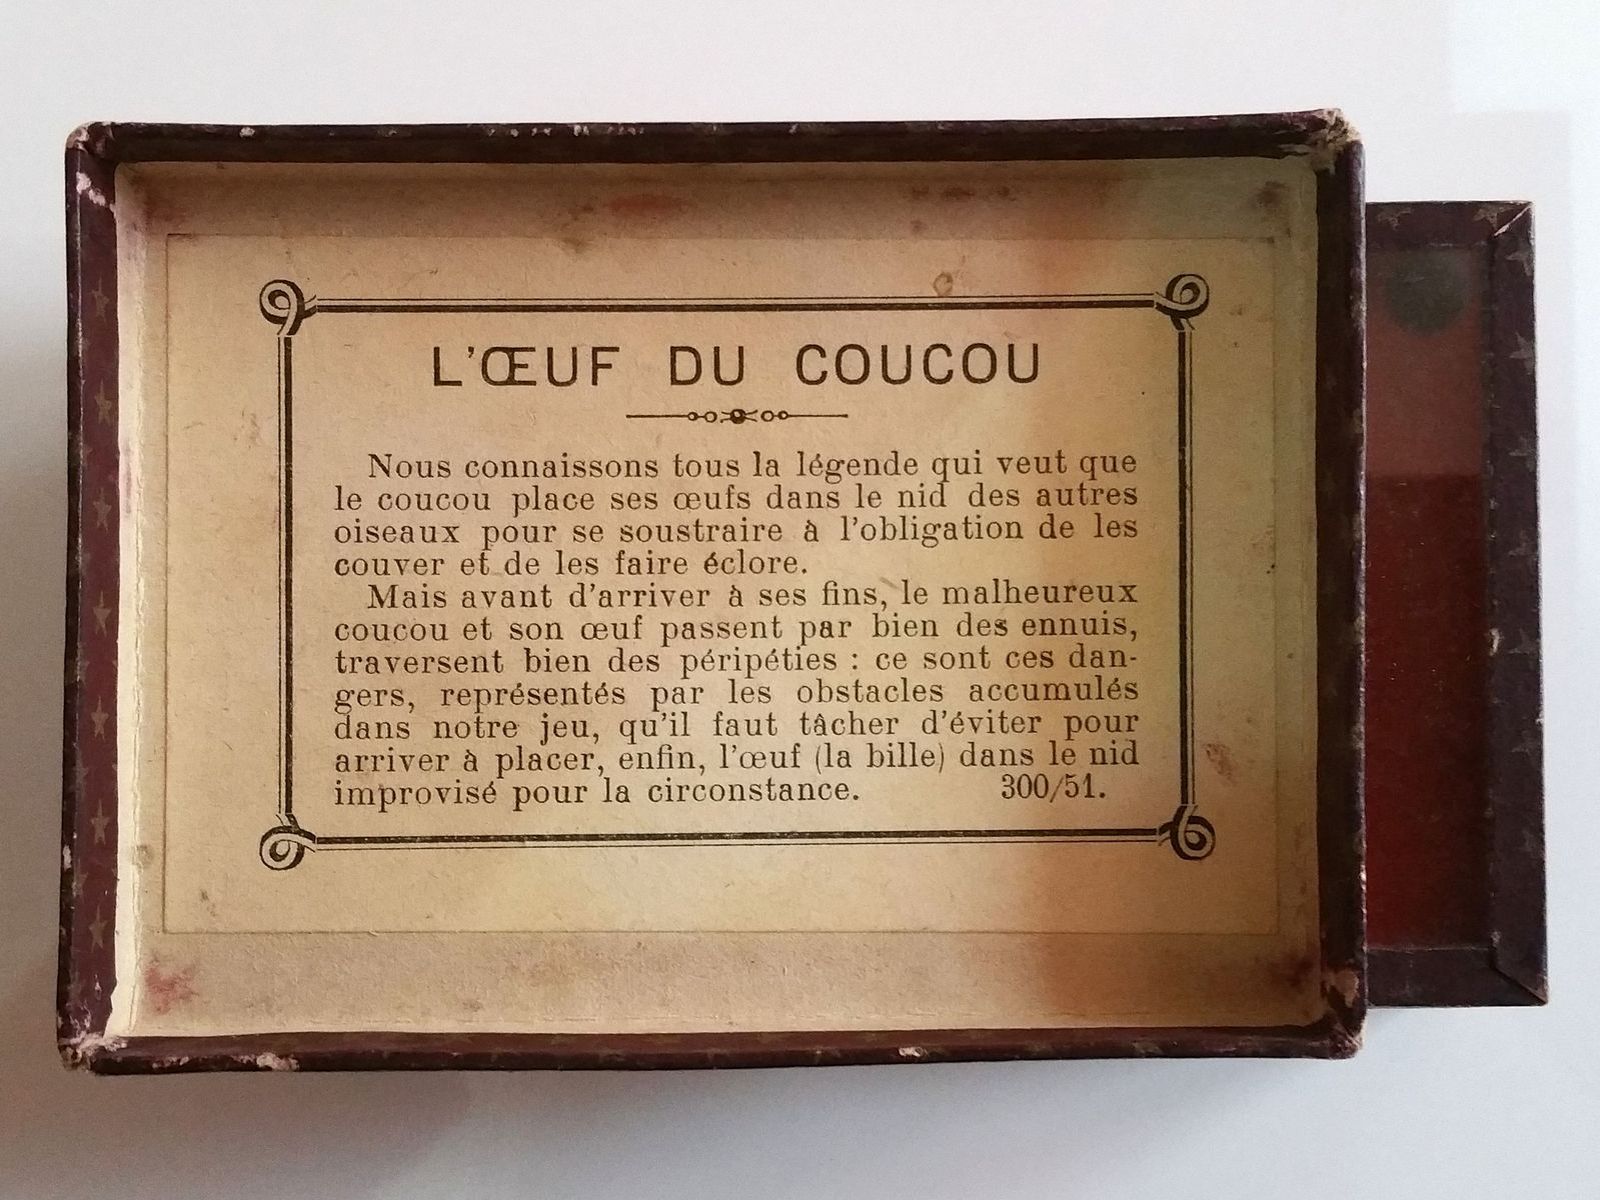 L'ŒUF DU COUCOU
Nous connaissons tous la légende qui veut que
le coucou place ses œufs dans le nid des autres
oiseaux pour se soustraire à l'obligation de les
couver et de les faire éclore.
Mais avant d'arriver à ses fins, le malheureux
coucou et son œuf passent par bien des ennuis,
traversent bien des péripéties : ce sont ces dan-
gers, représentés par les obstacles accumulés
dans notre jeu, qu'il faut tâcher d'éviter pour
arriver à placer, enfin, l'œuf (la bille) dans le nid
improvisé pour la circonstance. 300/51.